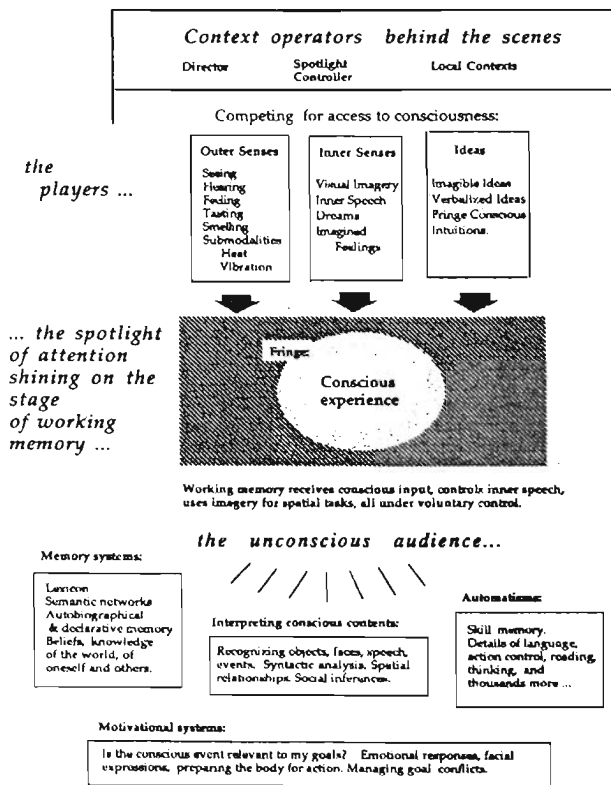 Context operators behind the scenes
Director Spotlight Controller Local Contexts
Competing for access to consciousness:
the
players ...
Outer Senses
Seeing
Hearing
Feeling
Tasting
Smelling
Submodalities
Heat
Vibration
Inner Senses
Visual Imagery
Inner Speech
Dreams
Imagined
Feelings
Ideas
Imagible Ideas
Verbalized Ideas
Fringe Conscious
Intuitions.
... the spotlight
of attention
shining on the
stage
of working
memory ...
Fringe:
Conscious
experience
Working memory receives conscious input, controls inner speech,
uses imagery for spatial tasks, all under voluntary control.
the unconscious audience...
Memory systems:
Lexicon
Semantic networks
Autobiographical
& declarative memory
Beliefs, knowledge
of the world, of
oneself and others.
Interpreting conscious contents:
Recognizing objects, faces, speech,
events. Syntactic analysis. Spatial
relationships. Social inferences.
Automatisms:
Skill memory.
Details of language,
action control, reading,
thinking, and
thousands more ...
Motivational systems:
Is the conscious event relevant to my goals? Emotional responses, facial
expressions, preparing the body for action. Managing goal conflicts.